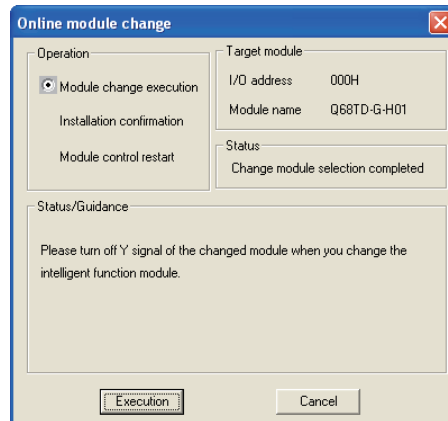 Online module change
Operation
Module change execution
Installation confirmation
Module control restart
Target module
I/O address 000H
Module name Q68TD-G-H01
Status
Change module selection completed
Status/Guidance
Please turn off Y signal of the changed module when you change the
intelligent function module.
Execution Cancel